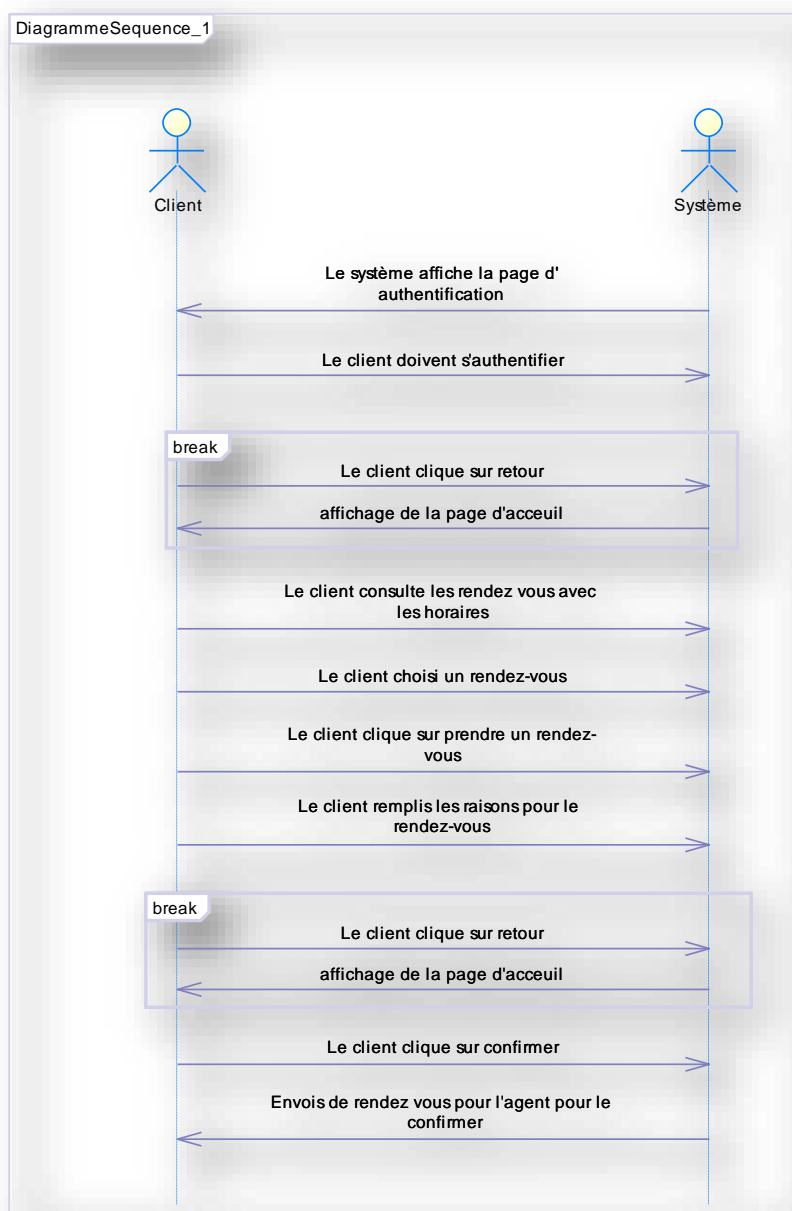 DiagrammeSequence_1
Client
Système
Le système affiche la page d'
authentification
Le client doivent s'authentifier
break
Le client clique sur retour
affichage de la page d'acceuil
Le client consulte les rendez vous avec
les horaires
Le client choisi un rendez-vous
Le client clique sur prendre un rendez-
vous
Le client remplis les raisons pour le
rendez-vous
break
Le client clique sur retour
affichage de la page d'acceuil
Le client clique sur confirmer
Envois de rendez vous pour l'agent pour le
confirmer